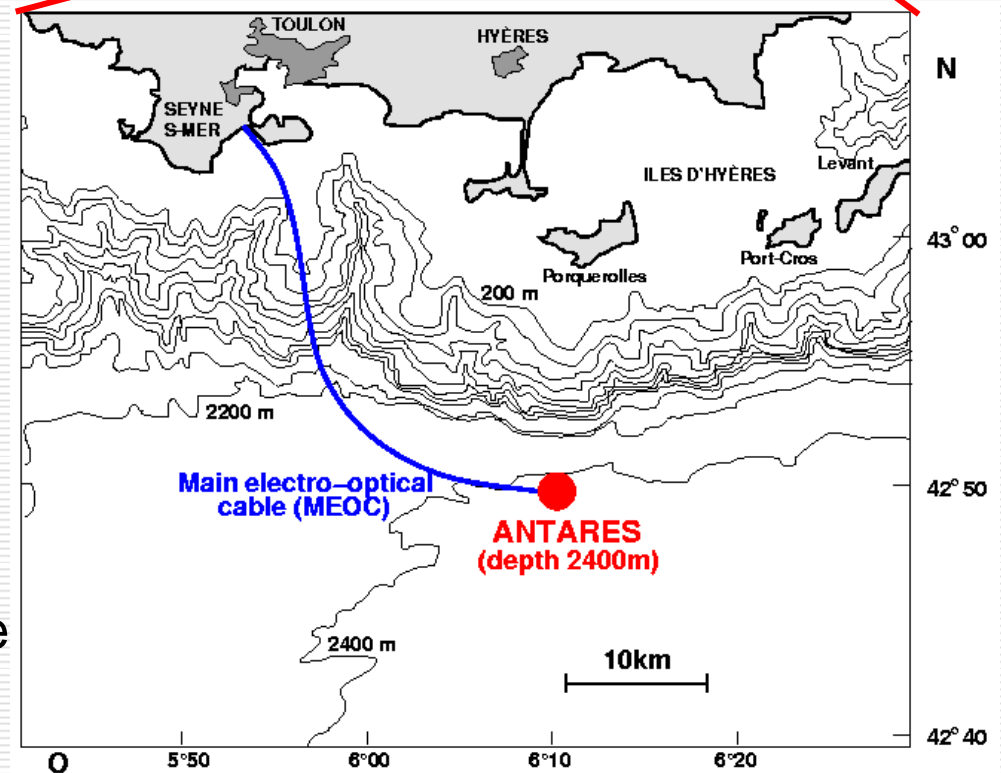 TOULON
HYÈRES
N
SEYNE
S-MER
Levant
ILES D'HYÈRES
43° 00
Port-Cros
Porquerolles
200 m
2200 m
Main electro-optical
cable (MEOC)
42° 50
ANTARES
(depth 2400m)
e
2400 m
10km
42° 40
O
5°50
6°00
6°10
6°20